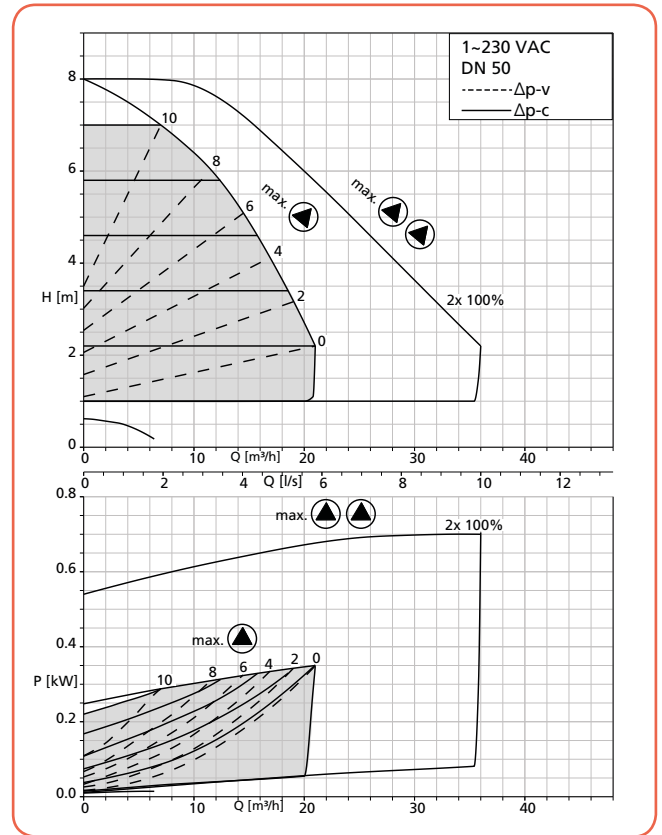 1~230 VAC
DN 50
Δp-v
Δp-c
8
6
4
H [m]
2
0
10
8
6
4
2
0
max.
max.
2x 100%
0 10 20 30 40
Q [m³/h]
0 2 4 6 8 10 12
Q [l/s]
0.8
0.6
0.4
P [kW]
0.2
0.0
max.
2x 100%
max.
10 8 6 4 2 0
0 10 20 30 40
Q [m³/h]